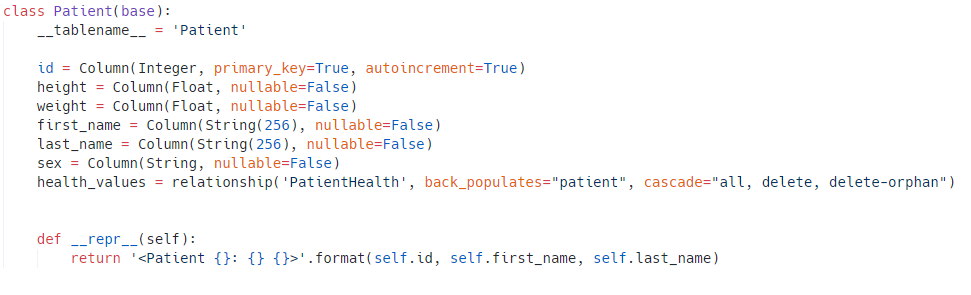 class Patient(base):
    __tablename__ = 'Patient'

    id = Column(Integer, primary_key=True, autoincrement=True)
    height = Column(Float, nullable=False)
    weight = Column(Float, nullable=False)
    first_name = Column(String(256), nullable=False)
    last_name = Column(String(256), nullable=False)
    sex = Column(String, nullable=False)
    health_values = relationship('PatientHealth', back_populates="patient", cascade="all, delete, delete-orphan")


    def __repr__(self):
        return '<Patient {}: {} {}>'.format(self.id, self.first_name, self.last_name)